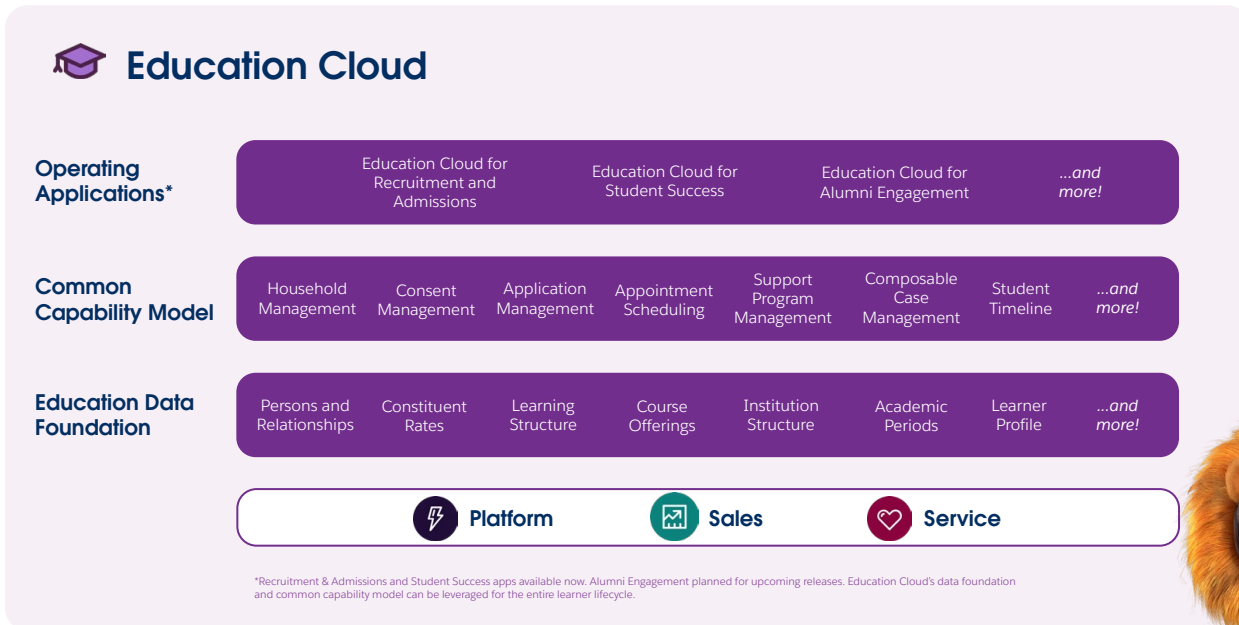 Education Cloud
Operating
Applications*
Education Cloud for
Recruitment and
Admissions
Education Cloud for
Student Success
Education Cloud for
Alumni Engagement
...and
more!
Common
Capability Model
Household
Management
Consent
Management
Application
Management
Appointment
Scheduling
Support
Program
Management
Composable
Case
Management
Student
Timeline
...and
more!
Education Data
Foundation
Persons and
Relationships
Constituent
Rates
Learning
Structure
Course
Offerings
Institution
Structure
Academic
Periods
Learner
Profile
...and
more!
Platform
Sales
Service
*Recruitment & Admissions and Student Success apps available now. Alumni Engagement planned for upcoming releases. Education Cloud's data foundation
and common capability model can be leveraged for the entire learner lifecycle.